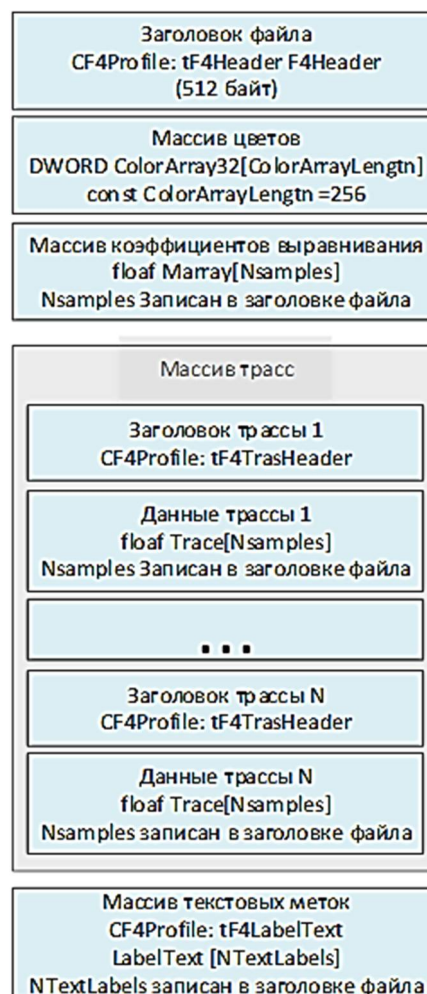 Заголовок файла
CF4Profile: tF4Header F4Header
(512 байт)
Массив цветов
DWORD ColorArray32[ColorArrayLengtn]
const ColorArrayLengtn =256
Массив коэффициентов выравнивания
floaf Marray[Nsamples]
Nsamples Записан в заголовке файла
Массив трасс
Заголовок трассы 1
CF4Profile: tF4TrasHeader
Данные трассы 1
floaf Trace[Nsamples]
Nsamples Записан в заголовке файла
...
Заголовок трассы N
CF4Profile: tF4TrasHeader
Данные трассы N
floaf Trace[Nsamples]
Nsamples записан в заголовке файла
Массив текстовых меток
CF4Profile: tF4LabelText
LabelText [NTextLabels]
NTextLabels записан в заголовке файла